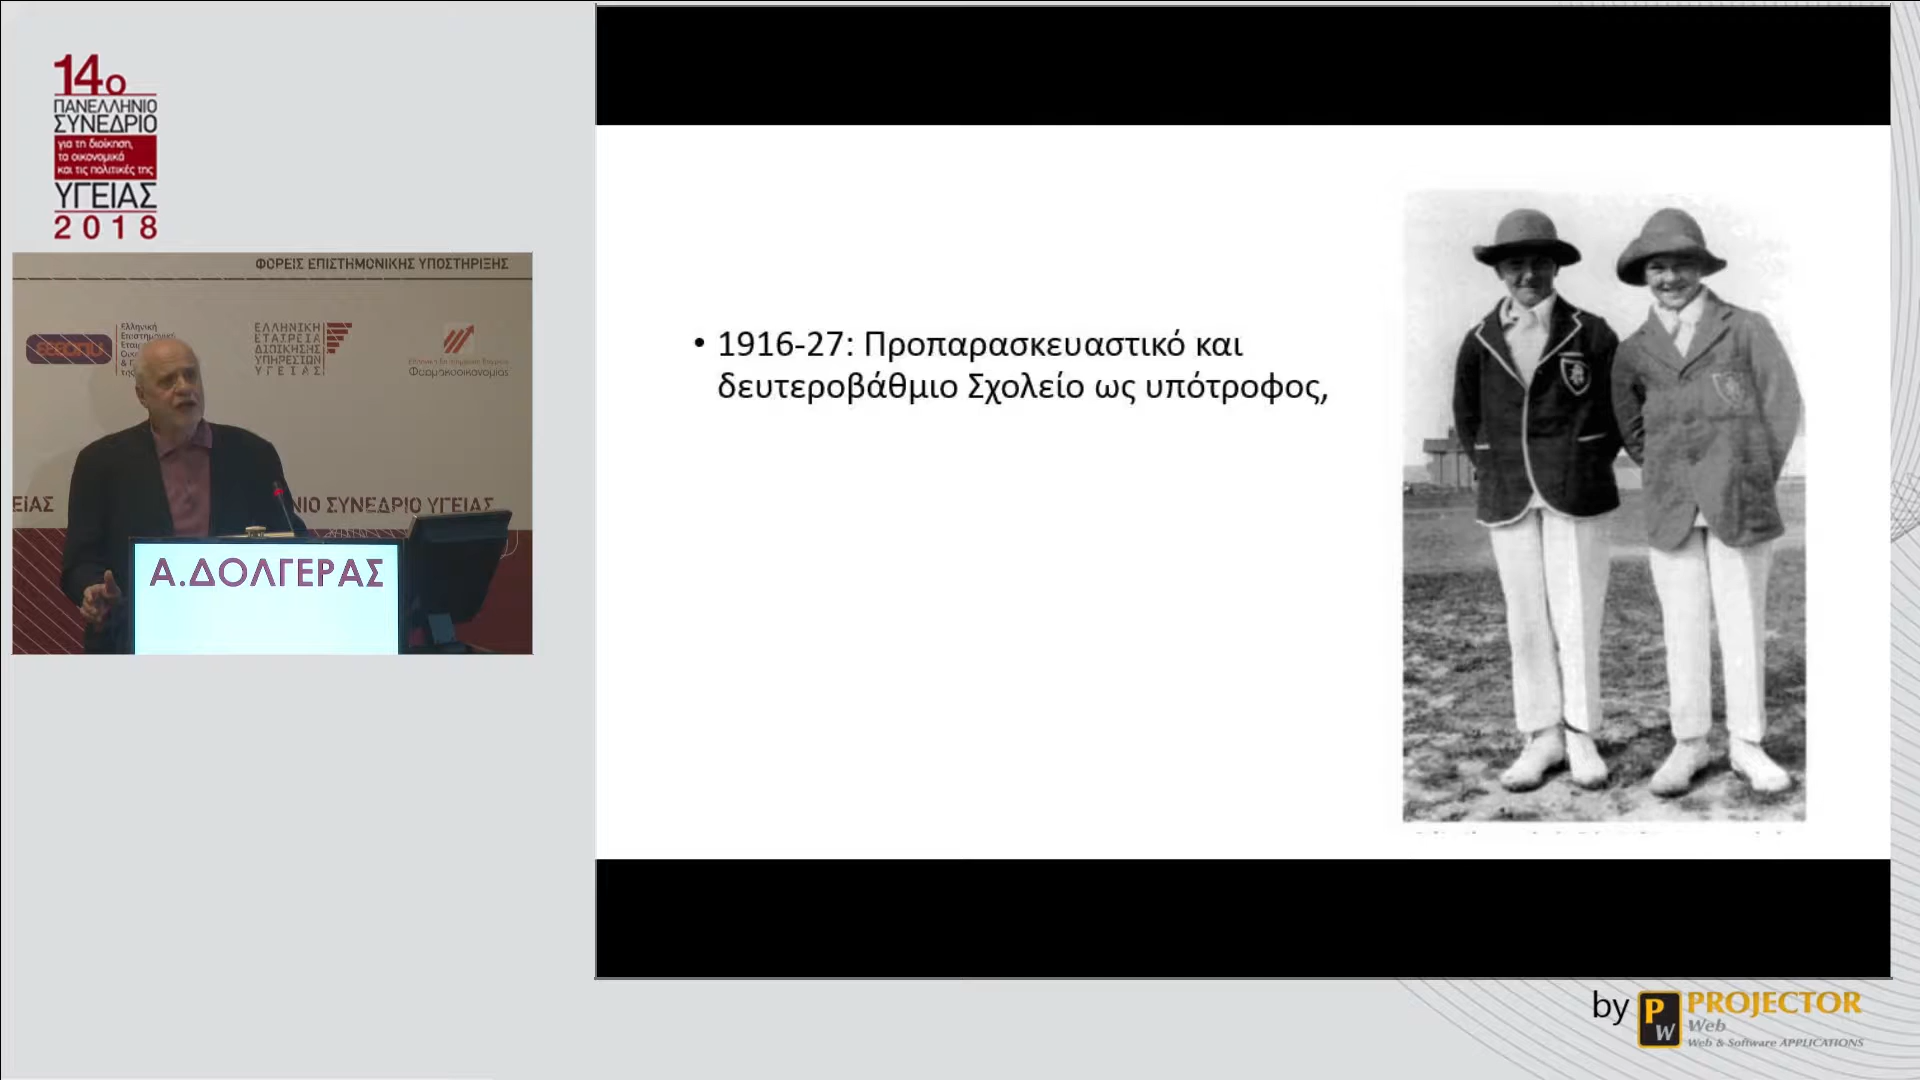 14ο
ΠΑΝΕΛΛΗΝΙΟ
ΣΥΝΕΔΡΙΟ
για τη διοίκηση,
τα οικονομικά
και τις πολιτικές της
ΥΓΕΙΑΣ
2018
ΦΟΡΕΙΣ ΕΠΙΣΤΗΜΟΝΙΚΗΣ ΥΠΟΣΤΗΡΙΞΗΣ
Ελληνική
ΕΛΛΗΝΙΚΗ
ΕΤΑΙΡΕΙΑ
ΔΙΟΙΚΗΣΗΣ
ΥΠΗΡΕΣΙΩΝ
ΥΓΕΙΑΣ
Φαρμακοοικονομίας
ΕΙΑΣ
ΝΙΟ ΣΥΝΕΔΡΙΟ ΥΓΕΙΑΣ
Α.ΔΟΛΓΕΡΑΣ
• 1916-27: Προπαρασκευαστικό και
δευτεροβάθμιο Σχολείο ως υπότροφος,
by PW PROJECTOR
Web
Web & Software APPLICATIONS